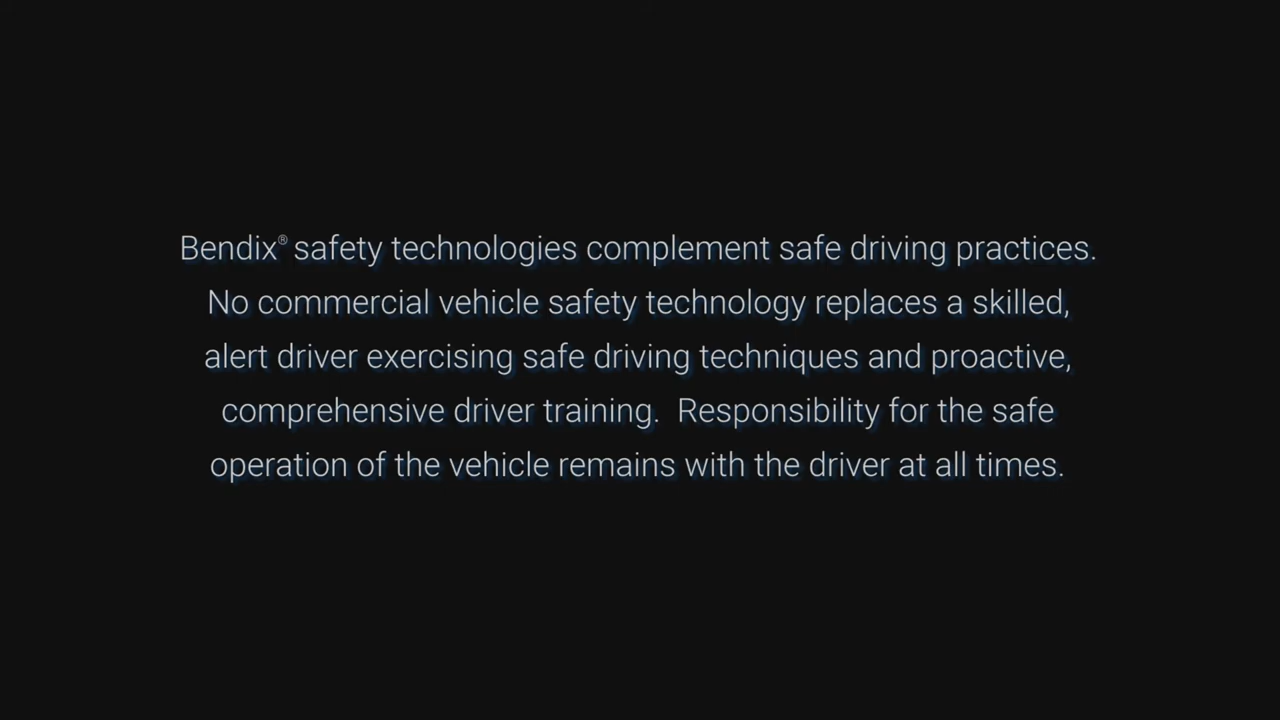 Bendix® safety technologies complement safe driving practices.
No commercial vehicle safety technology replaces a skilled,
alert driver exercising safe driving techniques and proactive,
comprehensive driver training.  Responsibility for the safe
operation of the vehicle remains with the driver at all times.